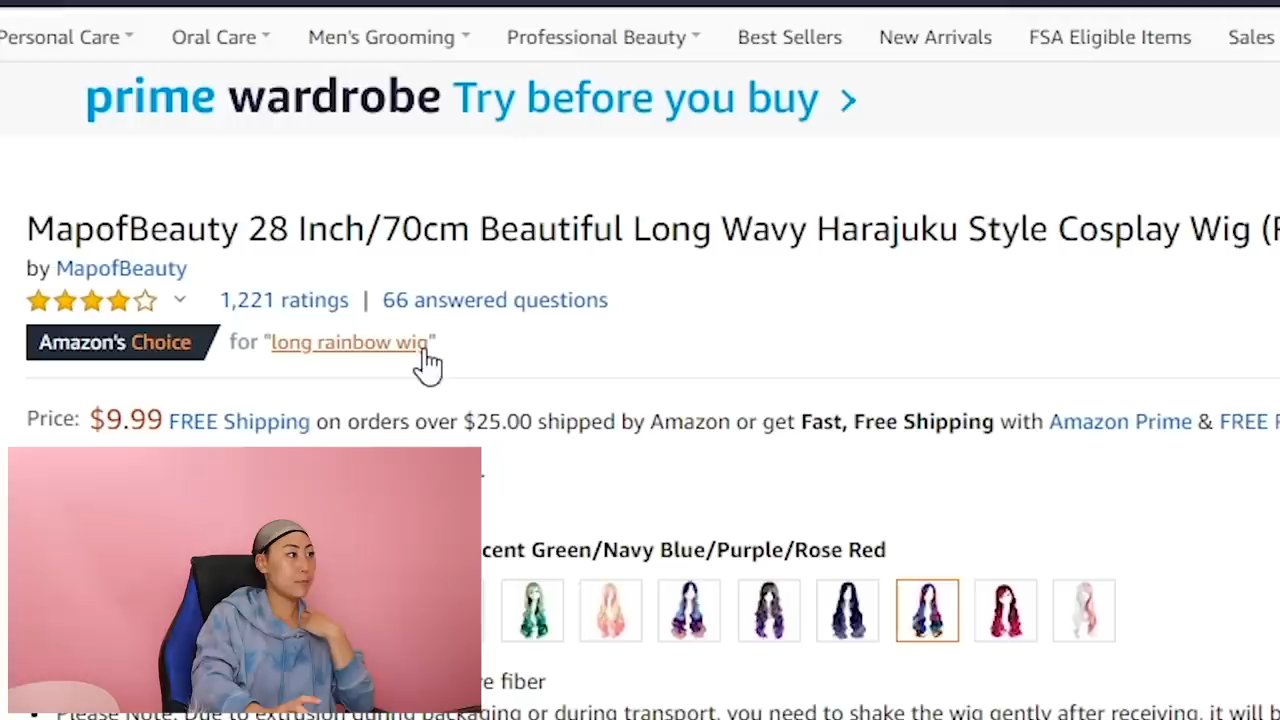 Personal Care
Oral Care
Men's Grooming
Professional Beauty
Best Sellers
New Arrivals
FSA Eligible Items
Sales
prime wardrobe Try before you buy >
MapofBeauty 28 Inch/70cm Beautiful Long Wavy Harajuku Style Cosplay Wig (
by MapofBeauty
1,221 ratings | 66 answered questions
Amazon's Choice for "long rainbow wig"
Price: $9.99 FREE Shipping on orders over $25.00 shipped by Amazon or get Fast, Free Shipping with Amazon Prime & FREE
cent Green/Navy Blue/Purple/Rose Red
e fiber
Please Note: Due to extrusion during packaging or during transport, you need to shake the wig gently after receiving, it will b